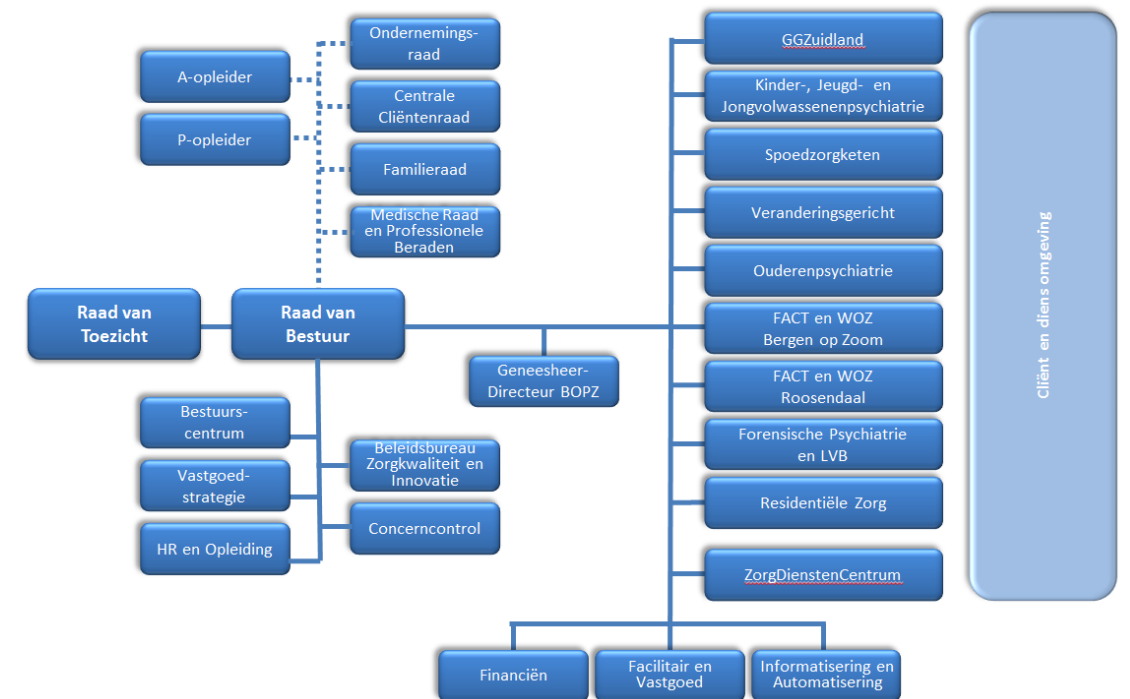 Ondernemings-
raad
A-opleider
Centrale
Cliëntenraad
P-opleider
Familieraad
Medische Raad
en Professionele
Beraden
Raad van
Toezicht
Raad van
Bestuur
Geneesheer-
Directeur BOPZ
Bestuurs-
centrum
Beleidsbureau
Zorgkwaliteit en
Innovatie
Vastgoed-
strategie
Concerncontrol
HR en Opleiding
GGZuidland
Kinder-, Jeugd- en
Jongvolwassenenpsychiatrie
Spoedzorgketen
Veranderingsgericht
Ouderenpsychiatrie
FACT en WOZ
Bergen op Zoom
FACT en WOZ
Roosendaal
Forensische Psychiatrie
en LVB
Residentiële Zorg
ZorgDienstenCentrum
Financiën
Facilitair en
Vastgoed
Informatisering en
Automatisering
Cliënt en diens omgeving